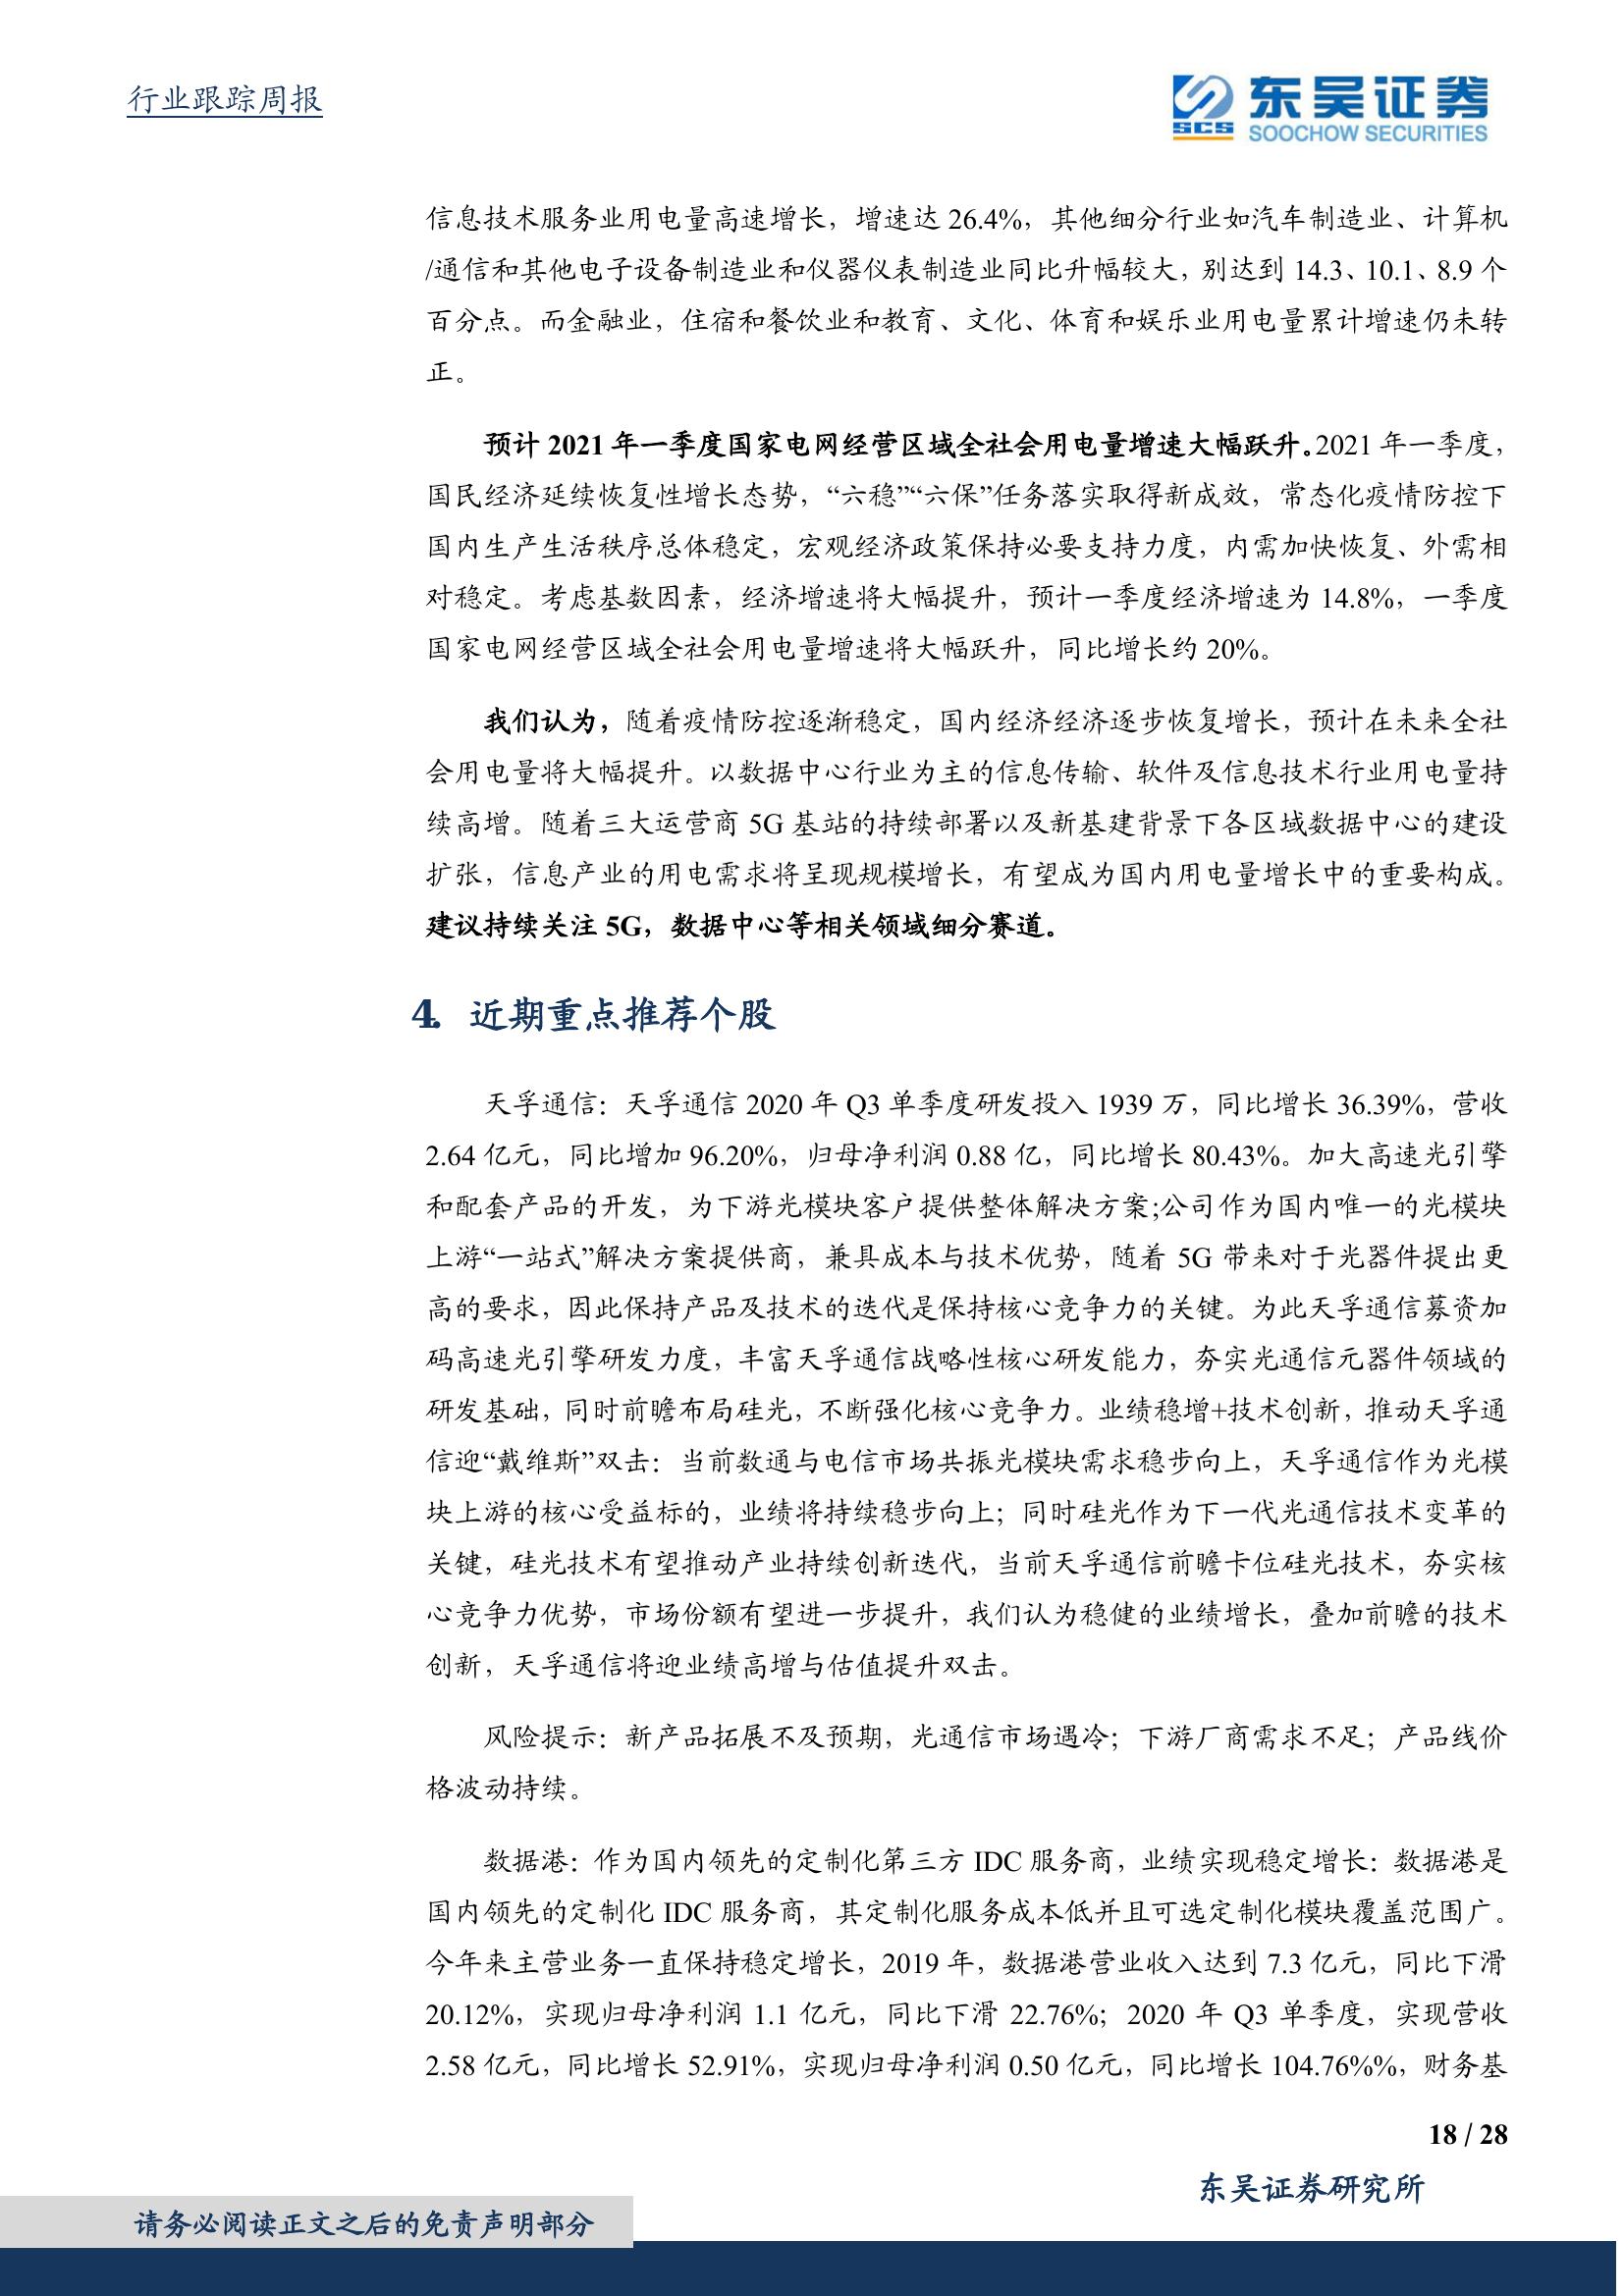 行业跟踪周报
SCS
东吴证券
SOOCHOW SECURITIES
信息技术服务业用电量高速增长，增速达 26.4%，其他细分行业如汽车制造业、计算机
/通信和其他电子设备制造业和仪器仪表制造业同比升幅较大，别达到 14.3、10.1、8.9 个
百分点。而金融业，住宿和餐饮业和教育、文化、体育和娱乐业用电量累计增速仍未转
正。
预计 2021 年一季度国家电网经营区域全社会用电量增速大幅跃升。2021 年一季度，
国民经济延续恢复性增长态势，“六稳”“六保”任务落实取得新成效，常态化疫情防控下
国内生产生活秩序总体稳定，宏观经济政策保持必要支持力度，内需加快恢复、外需相
对稳定。考虑基数因素，经济增速将大幅提升，预计一季度经济增速为 14.8%，一季度
国家电网经营区域全社会用电量增速将大幅跃升，同比增长约 20%。
我们认为，随着疫情防控逐渐稳定，国内经济经济逐步恢复增长，预计在未来全社
会用电量将大幅提升。以数据中心行业为主的信息传输、软件及信息技术行业用电量持
续高增。随着三大运营商 5G 基站的持续部署以及新基建背景下各区域数据中心的建设
扩张，信息产业的用电需求将呈现规模增长，有望成为国内用电量增长中的重要构成。
建议持续关注 5G，数据中心等相关领域细分赛道。
4. 近期重点推荐个股
天孚通信：天孚通信 2020 年 Q3 单季度研发投入 1939 万，同比增长 36.39%，营收
2.64 亿元，同比增加 96.20%，归母净利润 0.88 亿，同比增长 80.43%。加大高速光引擎
和配套产品的开发，为下游光模块客户提供整体解决方案;公司作为国内唯一的光模块
上游“一站式”解决方案提供商，兼具成本与技术优势，随着 5G 带来对于光器件提出更
高的要求，因此保持产品及技术的迭代是保持核心竞争力的关键。为此天孚通信募资加
码高速光引擎研发力度，丰富天孚通信战略性核心研发能力，夯实光通信元器件领域的
研发基础，同时前瞻布局硅光，不断强化核心竞争力。业绩稳增+技术创新，推动天孚通
信迎“戴维斯”双击：当前数通与电信市场共振光模块需求稳步向上，天孚通信作为光模
块上游的核心受益标的，业绩将持续稳步向上；同时硅光作为下一代光通信技术变革的
关键，硅光技术有望推动产业持续创新迭代，当前天孚通信前瞻卡位硅光技术，夯实核
心竞争力优势，市场份额有望进一步提升，我们认为稳健的业绩增长，叠加前瞻的技术
创新，天孚通信将迎业绩高增与估值提升双击。
风险提示：新产品拓展不及预期，光通信市场遇冷；下游厂商需求不足；产品线价
格波动持续。
数据港：作为国内领先的定制化第三方 IDC 服务商，业绩实现稳定增长：数据港是
国内领先的定制化 IDC 服务商，其定制化服务成本低并且可选定制化模块覆盖范围广。
今年来主营业务一直保持稳定增长，2019 年，数据港营业收入达到 7.3 亿元，同比下滑
20.12%，实现归母净利润 1.1 亿元，同比下滑 22.76%；2020 年 Q3 单季度，实现营收
2.58 亿元，同比增长 52.91%，实现归母净利润 0.50 亿元，同比增长 104.76%%，财务基
18 / 28
东吴证券研究所
请务必阅读正文之后的免责声明部分